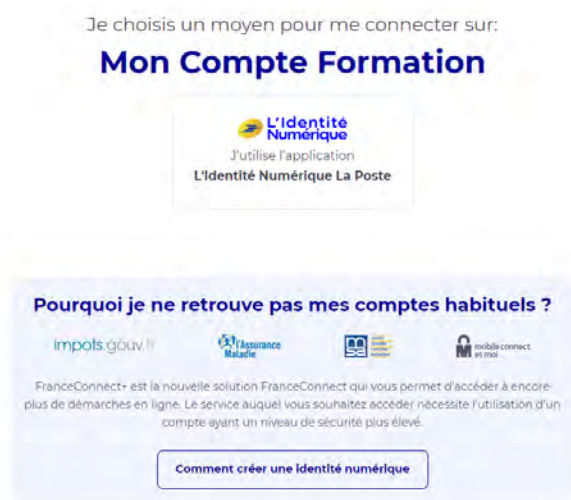 Je choisis un moyen pour me connecter sur:
Mon Compte Formation
L'Identité
Numérique
J'utilise l'application
L'Identité Numérique La Poste
Pourquoi je ne retrouve pas mes comptes habituels ?
impots.gouv.fr
l'Assurance
Maladie
msa
mobile connect
et moi
FranceConnect+ est la nouvelle solution FranceConnect qui vous permet d'accéder à encore
plus de démarches en ligne. Le service auquel vous souhaitez accéder nécessite l'utilisation d'un
compte ayant un niveau de sécurité plus élevé.
Comment créer une identité numérique